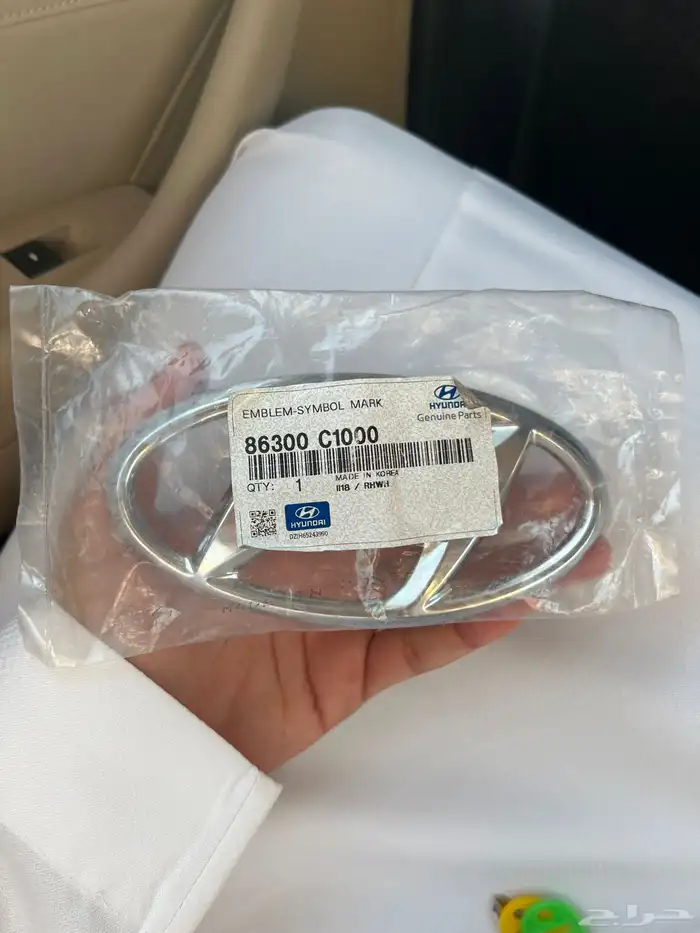 EMBLEM-SYMBOL MARK
HYUNDAI
Genuine Parts
86300 C1000
MADE IN KOREA
QTY: 1
HYUNDAI
حراج